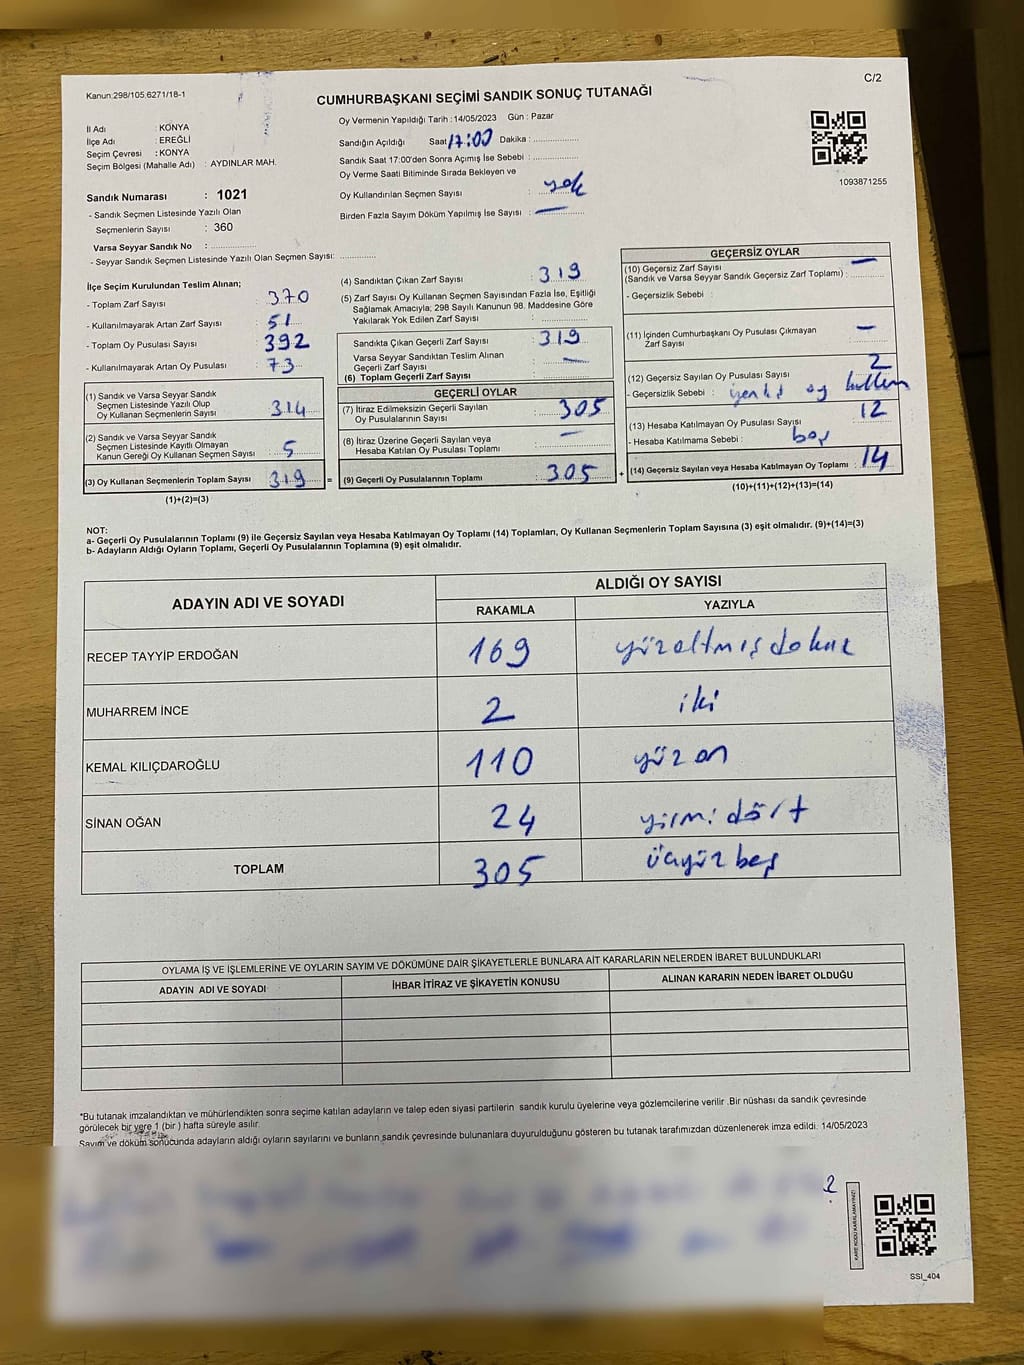 Kanun:298/105,6271/18-1
C/2
CUMHURBAŞKANI SEÇİMİ SANDIK SONUÇ TUTANAĞI
İl Adı : KONYA
İlçe Adı : EREĞLİ
Seçim Çevresi : KONYA
Seçim Bölgesi (Mahalle Adı) : AYDINLAR MAH.
Sandık Numarası : 1021
- Sandık Seçmen Listesinde Yazılı Olan
Seçmenlerin Sayısı : 360
Varsa Seyyar Sandık No : ...............
- Seyyar Sandık Seçmen Listesinde Yazılı Olan Seçmen Sayısı: ............
Oy Vermenin Yapıldığı Tarih : 14/05/2023 Gün : Pazar
Sandığın Açıldığı Saat 17:00 Dakika : ...............
Sandık Saat 17:00'den Sonra Açımış İse Sebebi : ...............
Oy Verme Saati Bitiminde Sırada Bekleyen ve
Oy Kullandırılan Seçmen Sayısı : yok
Birden Fazla Sayım Döküm Yapılmış İse Sayısı : —
1093871255
İlçe Seçim Kurulundan Teslim Alınan;
- Toplam Zarf Sayısı : 370
- Kullanılmayarak Artan Zarf Sayısı : 51
- Toplam Oy Pusulası Sayısı : 392
- Kullanılmayarak Artan Oy Pusulası : 73
(1) Sandık ve Varsa Seyyar Sandık
Seçmen Listesinde Yazılı Olup
Oy Kullanan Seçmenlerin Sayısı : 314
(2) Sandık ve Varsa Seyyar Sandık
Seçmen Listesinde Kayıtlı Olmayan
Kanun Gereği Oy Kullanan Seçmen Sayısı : 5
(3) Oy Kullanan Seçmenlerin Toplam Sayısı : 319 =
(1)+(2)=(3)
(4) Sandıktan Çıkan Zarf Sayısı : 319
(5) Zarf Sayısı Oy Kullanan Seçmen Sayısından Fazla İse, Eşitliği
Sağlamak Amacıyla; 298 Sayılı Kanunun 98. Maddesine Göre
Yakılarak Yok Edilen Zarf Sayısı : ...............
Sandıkta Çıkan Geçerli Zarf Sayısı : 319
Varsa Seyyar Sandıktan Teslim Alınan
Geçerli Zarf Sayısı : —
(6) Toplam Geçerli Zarf Sayısı
GEÇERLİ OYLAR
(7) İtiraz Edilmeksizin Geçerli Sayılan
Oy Pusulalarının Sayısı : 305
(8) İtiraz Üzerine Geçerli Sayılan veya
Hesaba Katılan Oy Pusulası Toplamı : —
(9) Geçerli Oy Pusulalarının Toplamı : 305 +
GEÇERSİZ OYLAR
(10) Geçersiz Zarf Sayısı
(Sandık ve Varsa Seyyar Sandık Geçersiz Zarf Toplamı) : —
- Geçersizlik Sebebi :
(11) İçinden Cumhurbaşkanı Oy Pusulası Çıkmayan
Zarf Sayısı : —
(12) Geçersiz Sayılan Oy Pusulası Sayısı : 2
- Geçersizlik Sebebi : oy
(13) Hesaba Katılmayan Oy Pusulası Sayısı : 12
- Hesaba Katılmama Sebebi : boş
(14) Geçersiz Sayılan veya Hesaba Katılmayan Oy Toplamı : 14
(10)+(11)+(12)+(13)=(14)
NOT:
a- Geçerli Oy Pusulalarının Toplamı (9) ile Geçersiz Sayılan veya Hesaba Katılmayan Oy Toplamı (14) Toplamları, Oy Kullanan Seçmenlerin Toplam Sayısına (3) eşit olmalıdır. (9)+(14)=(3)
b- Adayların Aldığı Oyların Toplamı, Geçerli Oy Pusulalarının Toplamına (9) eşit olmalıdır.
ADAYIN ADI VE SOYADI ALDIĞI OY SAYISI
RAKAMLA YAZIYLA
RECEP TAYYİP ERDOĞAN 169 yüzaltmışdokuz
MUHARREM İNCE 2 iki
KEMAL KILIÇDAROĞLU 110 yüzon
SİNAN OĞAN 24 yirmidört
TOPLAM 305 üçyüzbeş
OYLAMA İŞ VE İŞLEMLERİNE VE OYLARIN SAYIM VE DÖKÜMÜNE DAİR ŞİKAYETLERLE BUNLARA AİT KARARLARIN NELERDEN İBARET BULUNDUKLARI
ADAYIN ADI VE SOYADI İHBAR İTİRAZ VE ŞİKAYETİN KONUSU ALINAN KARARIN NEDEN İBARET OLDUĞU
*Bu tutanak imzalandıktan ve mühürlendikten sonra seçime katılan adayların ve talep eden siyasi partilerin sandık kurulu üyelerine veya gözlemcilerine verilir .Bir nüshası da sandık çevresinde
görülecek bir yere 1 (bir ) hafta süreyle asılır.
Sayım ve döküm sonucunda adayların aldığı oyların sayılarını ve bunların sandık çevresinde bulunanlara duyurulduğunu gösteren bu tutanak tarafımızdan düzenlenerek imza edildi. 14/05/2023
KARE KODU KARALAMAYINIZ!
SSI_404